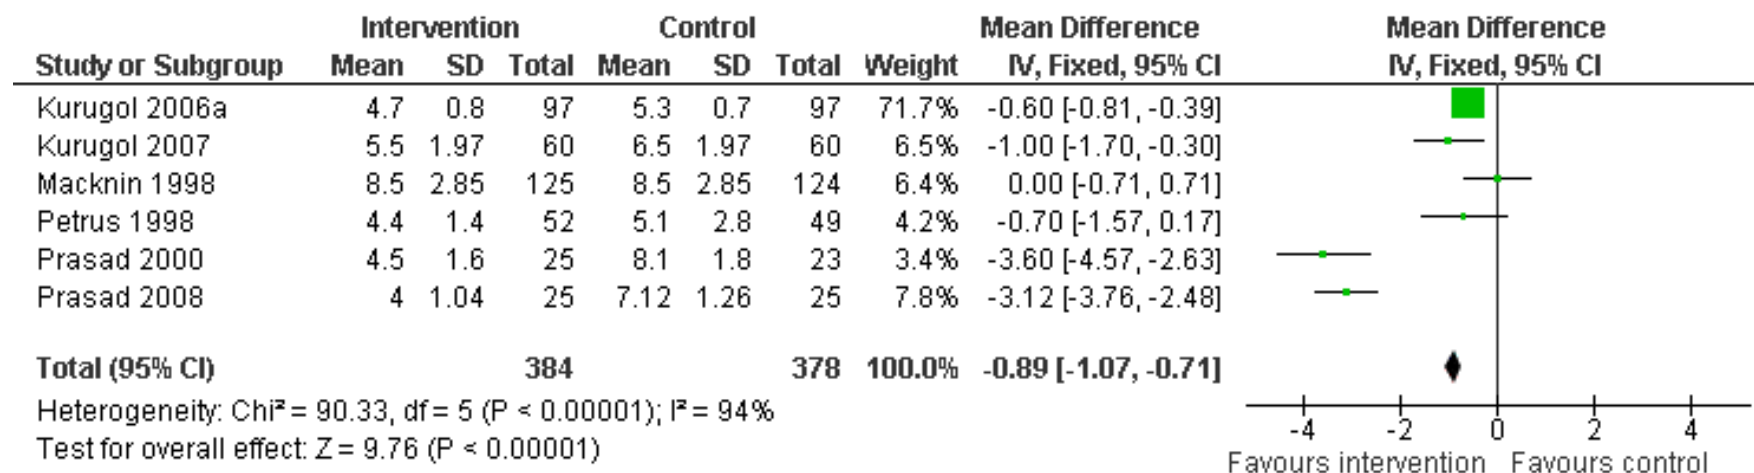 Intervention Control Mean Difference Mean Difference
Study or Subgroup Mean SD Total Mean SD Total Weight IV, Fixed, 95% CI IV, Fixed, 95% CI
Kurugol 2006a 4.7 0.8 97 5.3 0.7 97 71.7% -0.60 [-0.81, -0.39]
Kurugol 2007 5.5 1.97 60 6.5 1.97 60 6.5% -1.00 [-1.70, -0.30]
Macknin 1998 8.5 2.85 125 8.5 2.85 124 6.4% 0.00 [-0.71, 0.71]
Petrus 1998 4.4 1.4 52 5.1 2.8 49 4.2% -0.70 [-1.57, 0.17]
Prasad 2000 4.5 1.6 25 8.1 1.8 23 3.4% -3.60 [-4.57, -2.63]
Prasad 2008 4 1.04 25 7.12 1.26 25 7.8% -3.12 [-3.76, -2.48]
Total (95% CI) 384 378 100.0% -0.89 [-1.07, -0.71]
Heterogeneity: Chi² = 90.33, df = 5 (P < 0.00001); I² = 94%
Test for overall effect: Z = 9.76 (P < 0.00001)
-4 -2 0 2 4
Favours intervention Favours control